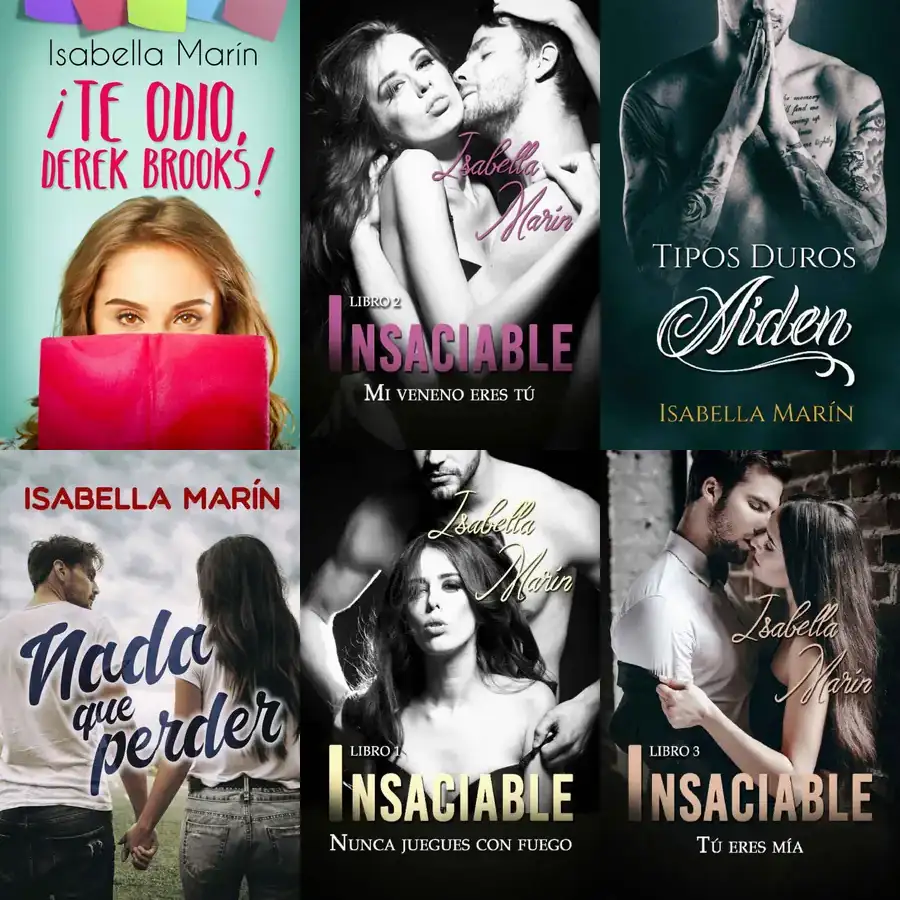 Isabella Marín
¡TE ODIO,
DEREK BROOKS!
Isabella
Marín
LIBRO 2
INSACIABLE
MI VENENO ERES TÚ
TIPOS DUROS
Aiden
ISABELLA MARÍN
ISABELLA MARÍN
Nada
que
perder
Isabella
Marín
LIBRO 1
INSACIABLE
NUNCA JUEGUES CON FUEGO
Isabella
Marín
LIBRO 3
INSACIABLE
TÚ ERES MÍA